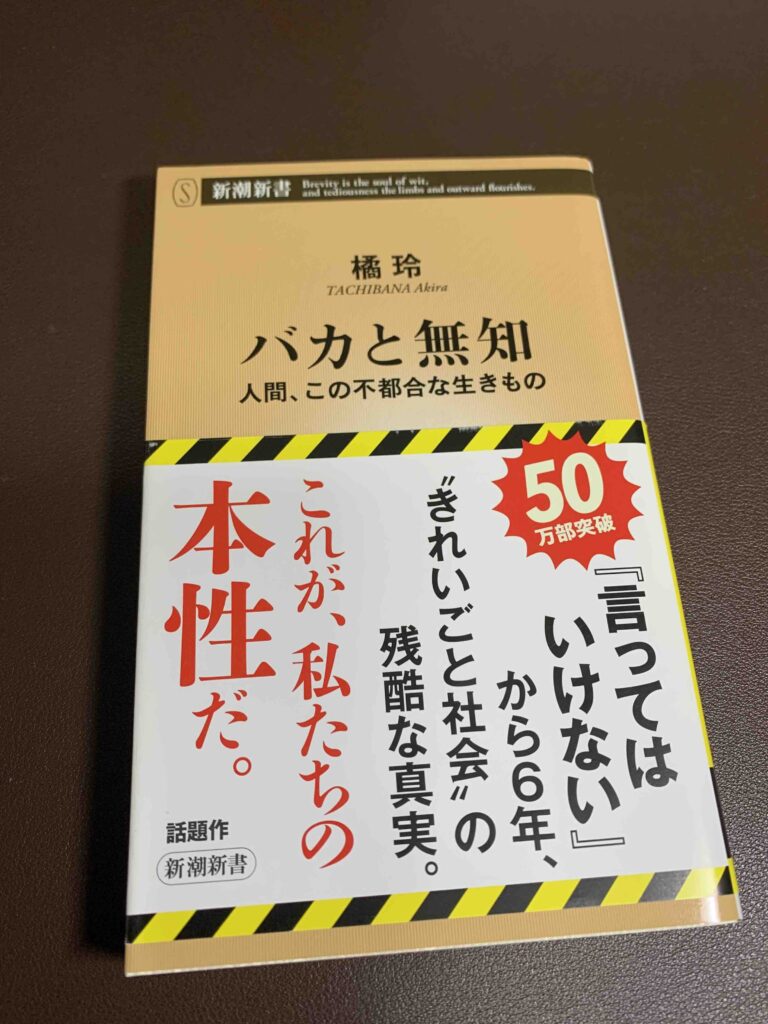 S
新潮新書
Brevity is the soul of wit,
and tediousness the limbs and outward flourishes.
橘 玲
TACHIBANA Akira
バカと無知
人間、この不都合な生きもの
50
万部突破
『言っては
いけない』
から6年、
〝きれいごと社会〟の
残酷な真実。
これが、私たちの
本性だ。
話題作
新潮新書